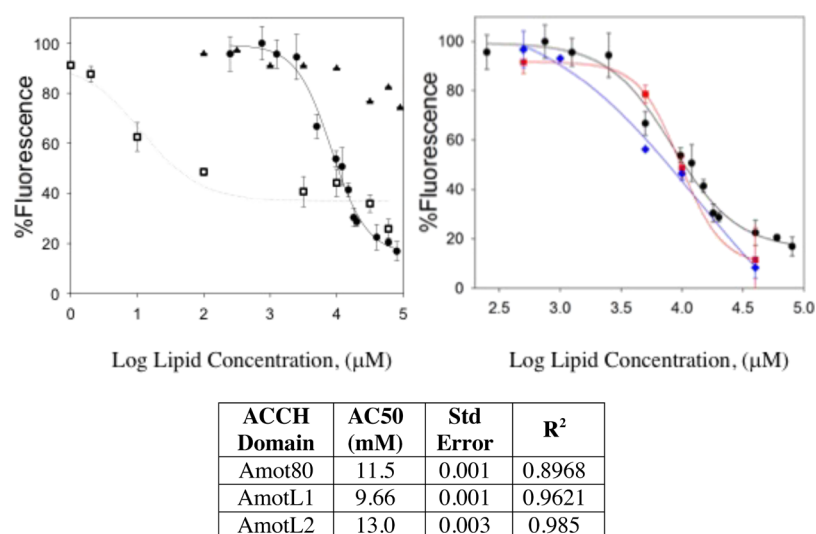 100
80
60
40
20
0
%Fluorescence
0 1 2 3 4 5
Log Lipid Concentration, (μM)
100
80
60
40
20
0
%Fluorescence
2.5 3.0 3.5 4.0 4.5 5.0
Log Lipid Concentration, (μM)
ACCH Domain AC50 (mM) Std Error R²
Amot80 11.5 0.001 0.8968
AmotL1 9.66 0.001 0.9621
AmotL2 13.0 0.003 0.985